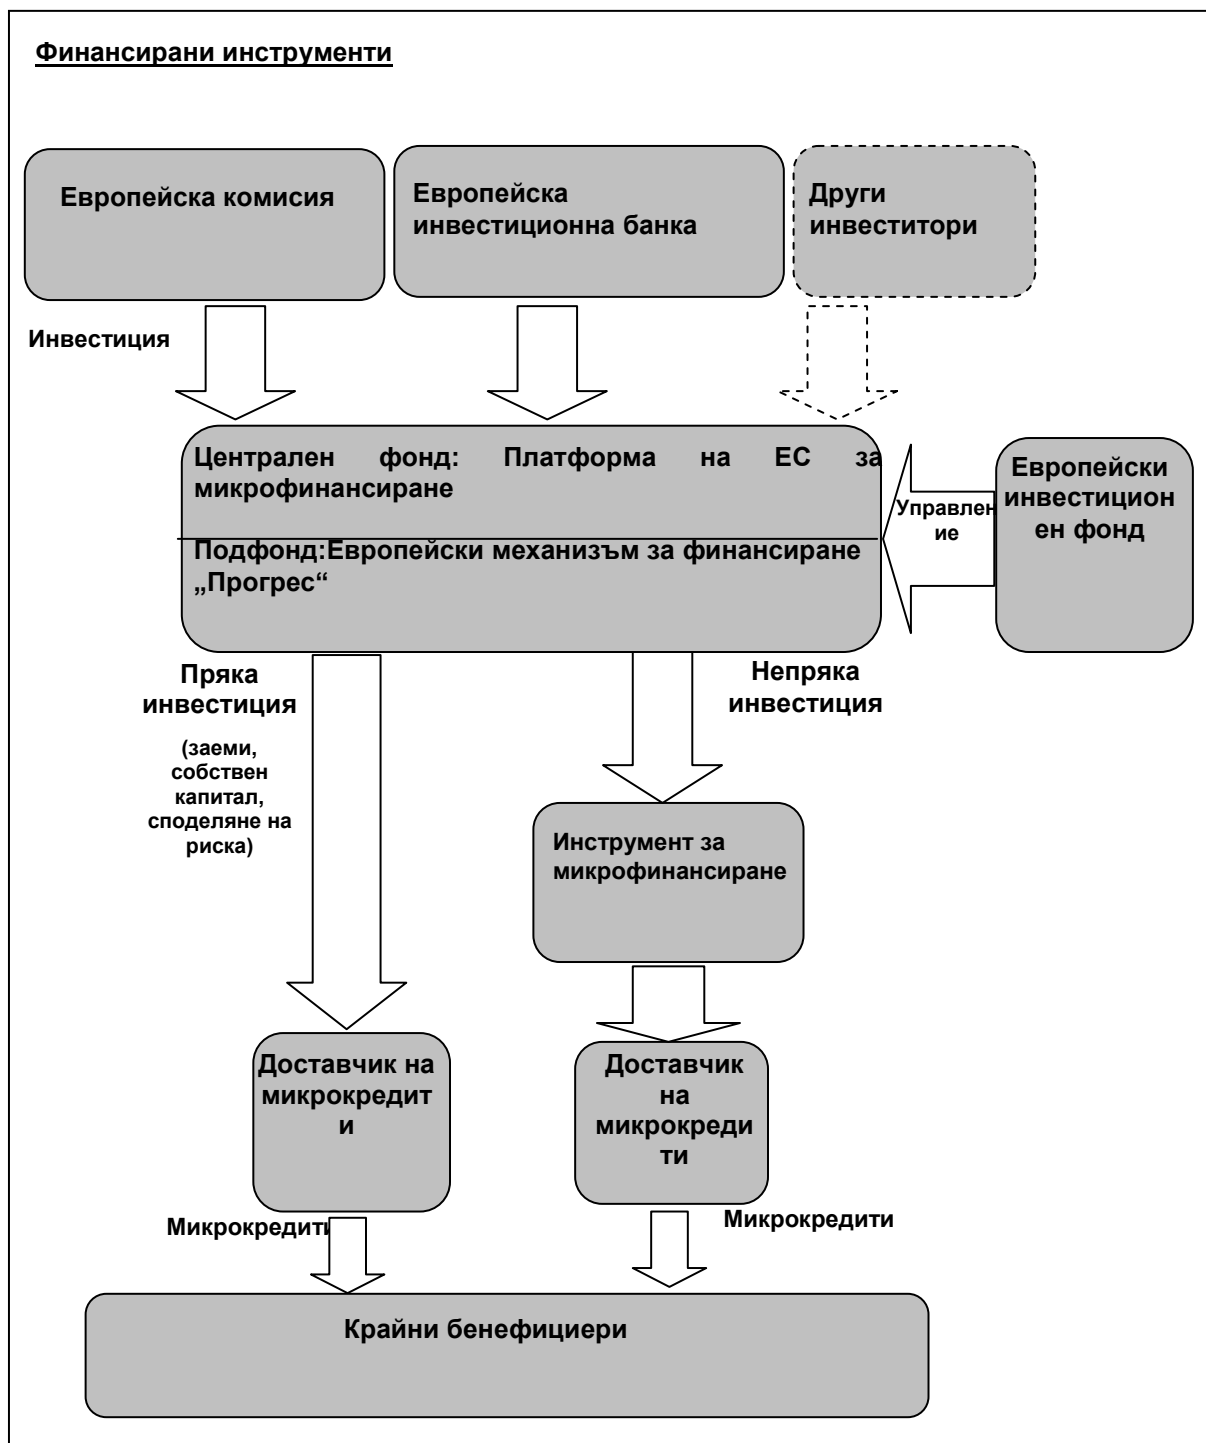 Финансирани инструменти
Европейска комисия
Европейска
инвестиционна банка
Други
инвеститори
Инвестиция
Централен фонд: Платформа на ЕС за
микрофинансиране
Подфонд:Европейски механизъм за финансиране
„Прогрес“
Управлен
ие
Европейски
инвестицион
ен фонд
Пряка
инвестиция
(заеми,
собствен
капитал,
споделяне на
риска)
Непряка
инвестиция
Инструмент за
микрофинансиране
Доставчик на
микрокредит
и
Доставчик
на
микрокреди
ти
Микрокредити
Микрокредити
Крайни бенефициери